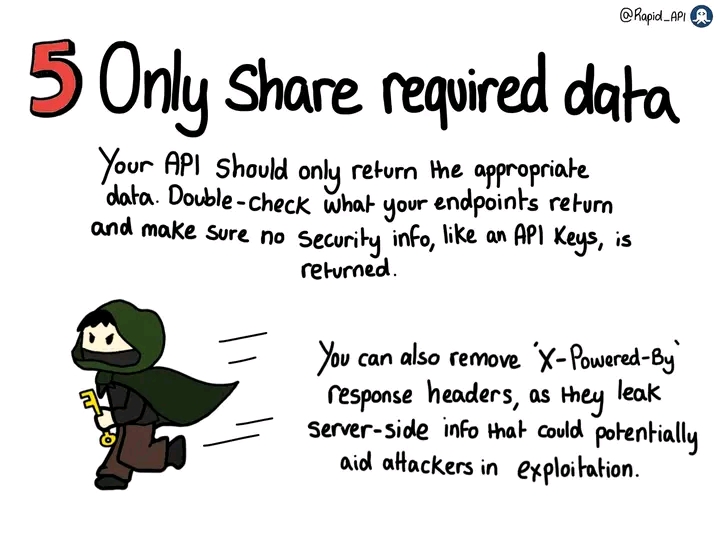 @Rapid_API
5 Only Share required data
Your API Should only return the appropriate
data. Double-check what your endpoints return
and make sure no security info, like an API Keys, is
returned.
You can also remove 'X-Powered-By'
response headers, as they leak
server-side info that could potentially
aid attackers in exploitation.